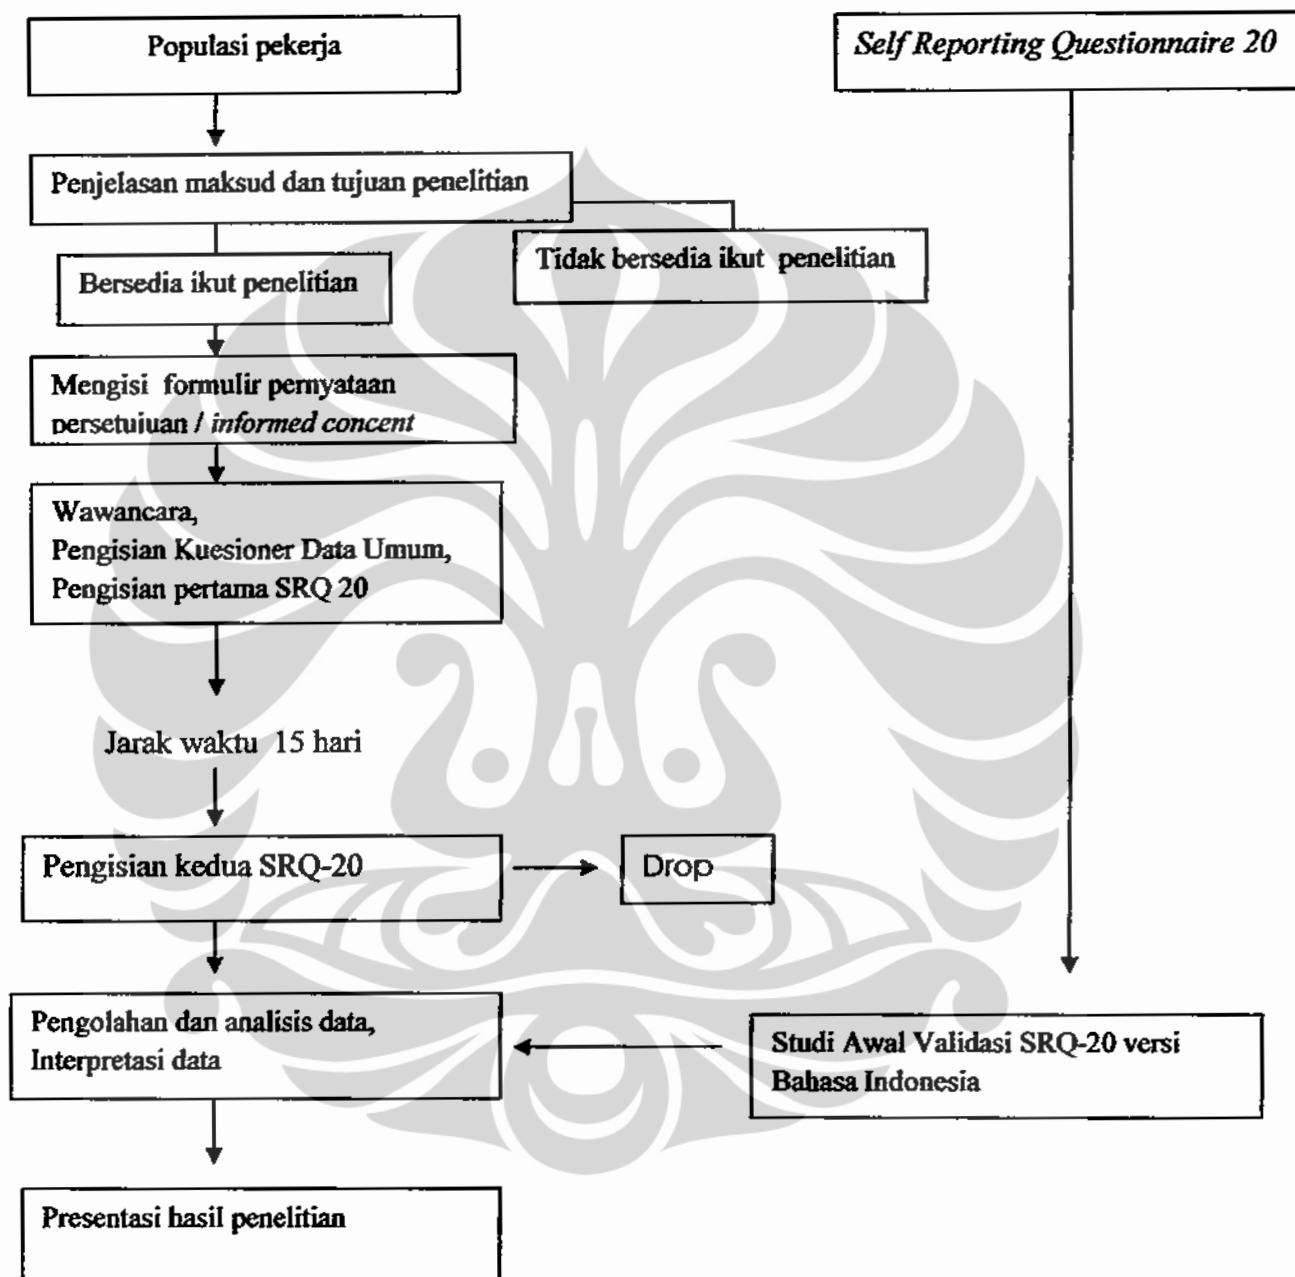 Populasi pekerja
Self Reporting Questionnaire 20
Penjelasan maksud dan tujuan penelitian
Tidak bersedia ikut penelitian
Bersedia ikut penelitian
Mengisi formulir pernyataan
persetujuan / informed concent
Wawancara,
Pengisian Kuesioner Data Umum,
Pengisian pertama SRQ 20
Jarak waktu 15 hari
Pengisian kedua SRQ-20
Drop
Pengolahan dan analisis data,
Interpretasi data
Studi Awal Validasi SRQ-20 versi
Bahasa Indonesia
Presentasi hasil penelitian